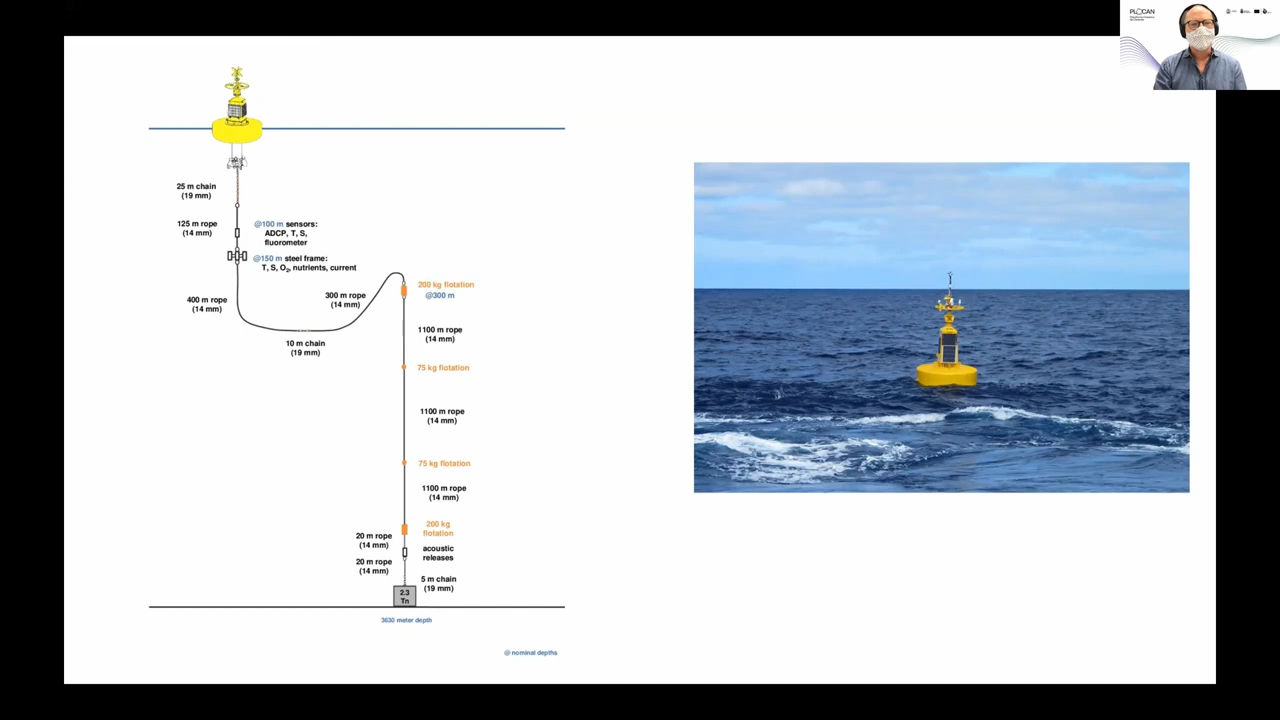 PLOCAN
25 m chain
(19 mm)
125 m rope
(14 mm)
@100 m sensors:
ADCP, T, S,
fluorometer
@150 m steel frame:
T, S, O2, nutrients, current
400 m rope
(14 mm)
300 m rope
(14 mm)
10 m chain
(19 mm)
200 kg flotation
@300 m
1100 m rope
(14 mm)
75 kg flotation
1100 m rope
(14 mm)
75 kg flotation
1100 m rope
(14 mm)
200 kg
flotation
20 m rope
(14 mm)
acoustic
releases
20 m rope
(14 mm)
5 m chain
(19 mm)
2.3
Tn
3630 meter depth
@ nominal depths